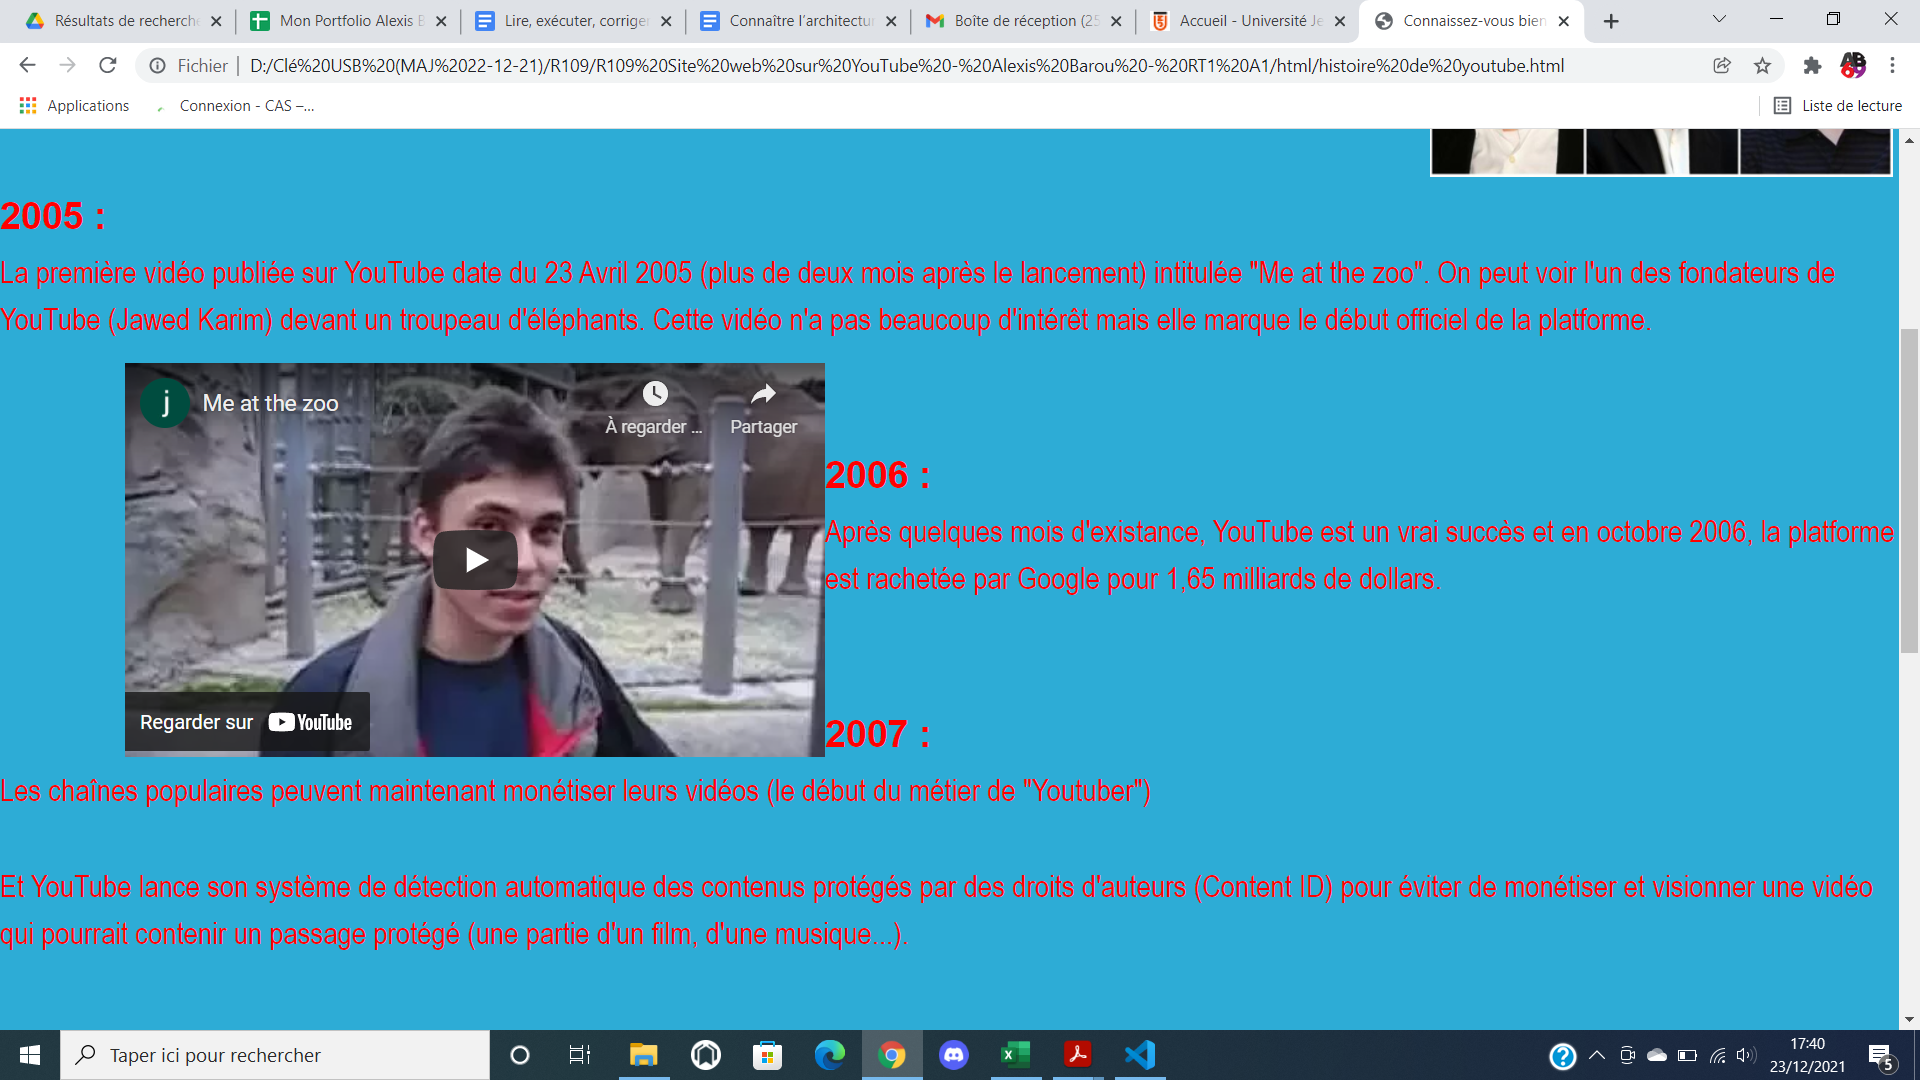 Résultats de recherche
Mon Portfolio Alexis B
Lire, exécuter, corriger
Connaître l'architectur
Boîte de réception (25
Accueil - Université Je
Connaissez-vous bien
Fichier
D:/Clé%20USB%20(MAJ%2022-12-21)/R109/R109%20Site%20web%20sur%20YouTube%20-%20Alexis%20Barou%20-%20RT1%20A1/html/histoire%20de%20youtube.html
Applications
Connexion - CAS –...
Liste de lecture
2005 :
La première vidéo publiée sur YouTube date du 23 Avril 2005 (plus de deux mois après le lancement) intitulée "Me at the zoo". On peut voir l'un des fondateurs de
YouTube (Jawed Karim) devant un troupeau d'éléphants. Cette vidéo n'a pas beaucoup d'intérêt mais elle marque le début officiel de la platforme.
j
Me at the zoo
À regarder ...
Partager
2006 :
Après quelques mois d'existance, YouTube est un vrai succès et en octobre 2006, la platforme
est rachetée par Google pour 1,65 milliards de dollars.
Regarder sur YouTube
2007 :
Les chaînes populaires peuvent maintenant monétiser leurs vidéos (le début du métier de "Youtuber")
Et YouTube lance son système de détection automatique des contenus protégés par des droits d'auteurs (Content ID) pour éviter de monétiser et visionner une vidéo
qui pourrait contenir un passage protégé (une partie d'un film, d'une musique...).
Taper ici pour rechercher
17:40
23/12/2021
5